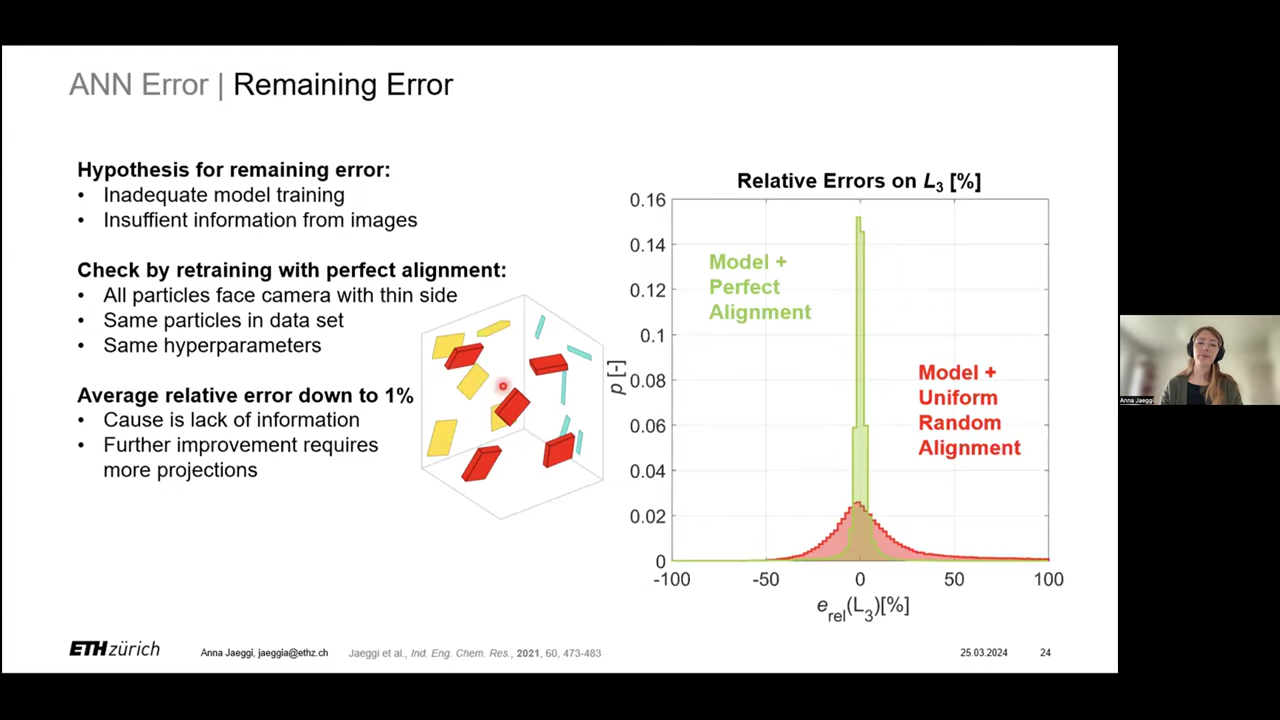 ANN Error | Remaining Error
Hypothesis for remaining error:
• Inadequate model training
• Insuffient information from images
Check by retraining with perfect alignment:
• All particles face camera with thin side
• Same particles in data set
• Same hyperparameters
Average relative error down to 1%
• Cause is lack of information
• Further improvement requires
more projections
Relative Errors on L3 [%]
0.16
0.14
0.12
0.1
0.08
0.06
0.04
0.02
0
p [-]
Model +
Perfect
Alignment
Model +
Uniform
Random
Alignment
-100
-50
0
50
100
erel(L3)[%]
Anna Jaeggi
ETH zürich
Anna Jaeggi, jaeggia@ethz.ch
Jaeggi et al., Ind. Eng. Chem. Res., 2021, 60, 473-483
25.03.2024
24